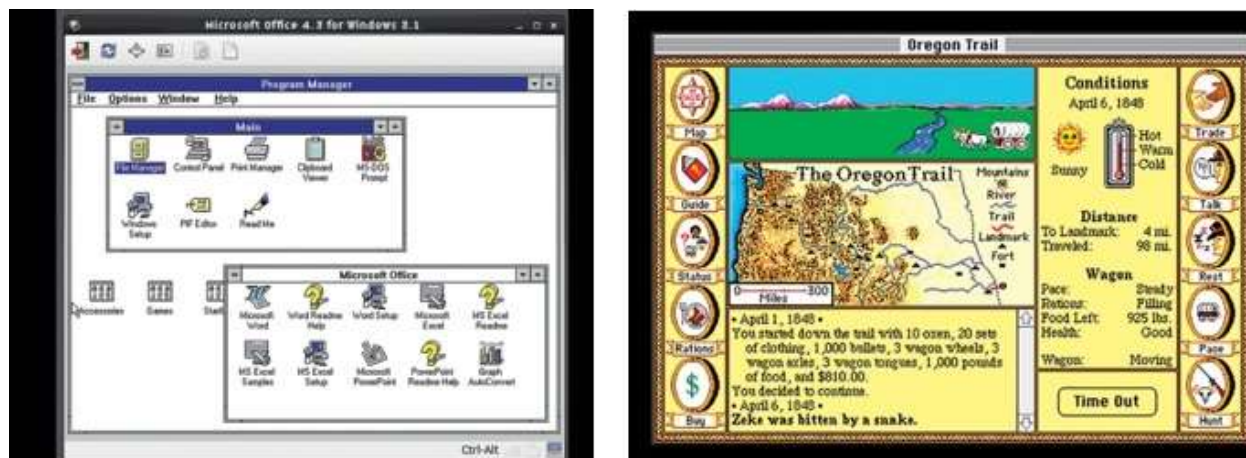 Microsoft Office 4.3 for Windows 3.1
Program Manager
File Options Window Help
Main
File Manager Control Panel Print Manager Clipboard Viewer MS-DOS Prompt
Windows Setup PIF Editor Read Me
Accessories Games
Microsoft Office
Microsoft Word Word Readme Help Word Setup Microsoft Excel MS Excel Readme
MS Excel Samples MS Excel Setup Microsoft PowerPoint PowerPoint Readme Help Graph AutoConvert
Ctrl-Alt
Oregon Trail
Map
Guide
Status
Rations
Buy
The Oregon Trail
Mountains
River
Trail
Landmark
Fort
0 300
Miles
• April 1, 1848 •
You started down the trail with 10 oxen, 20 sets
of clothing, 1,000 bullets, 3 wagon wheels, 3
wagon axles, 3 wagon tongues, 1,000 pounds
of food, and $810.00.
You decided to continue.
• April 6, 1848 •
Zeke was bitten by a snake.
Conditions
April 6, 1848
Sunny
Hot
Warm
Cold
Distance
To Landmark: 4 mi.
Traveled: 98 mi.
Wagon
Pace: Steady
Rations: Filling
Food Left: 925 lbs.
Health: Good
Wagon: Moving
Time Out
Trade
Talk
Rest
Pace
Hunt